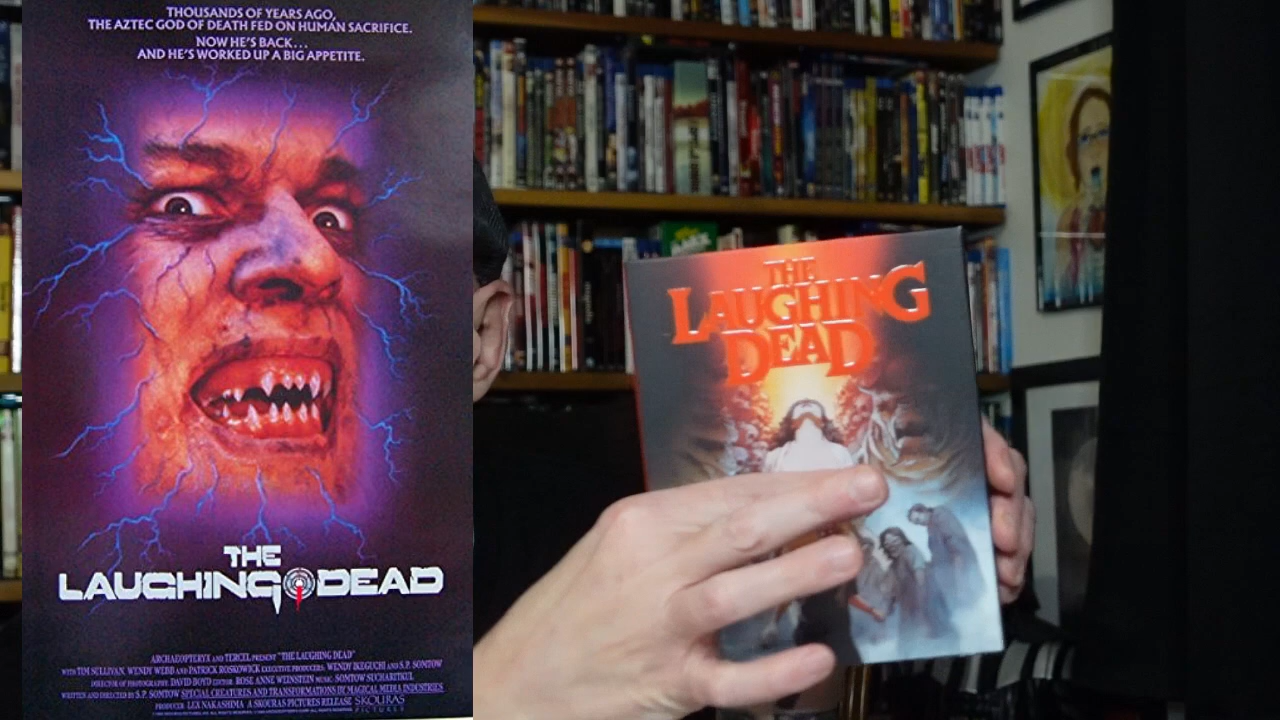 THOUSANDS OF YEARS AGO,
THE AZTEC GOD OF DEATH FED ON HUMAN SACRIFICE.
NOW HE'S BACK...
AND HE'S WORKED UP A BIG APPETITE.
THE
LAUGHING DEAD
ARCHAEOPTERYX AND TERCEL PRESENT "THE LAUGHING DEAD"
WITH TIM SULLIVAN, WENDY WEBB AND PATRICK ROSKOWICK EXECUTIVE PRODUCERS: WENDY IKEGUCHI AND S.P. SOMTOW
DIRECTOR OF PHOTOGRAPHY DAVID BOYD EDITOR ROSE ANNE WEINSTEIN MUSIC SOMTOW SUCHARITKUL
WRITTEN AND DIRECTED BY S.P. SOMTOW SPECIAL CREATURES AND TRANSFORMATIONS BY MAGICAL MEDIA INDUSTRIES
PRODUCER LEX NAKASHIMA A SKOURAS PICTURES RELEASE SKOURAS
PICTURES
THE
LAUGHING
DEAD